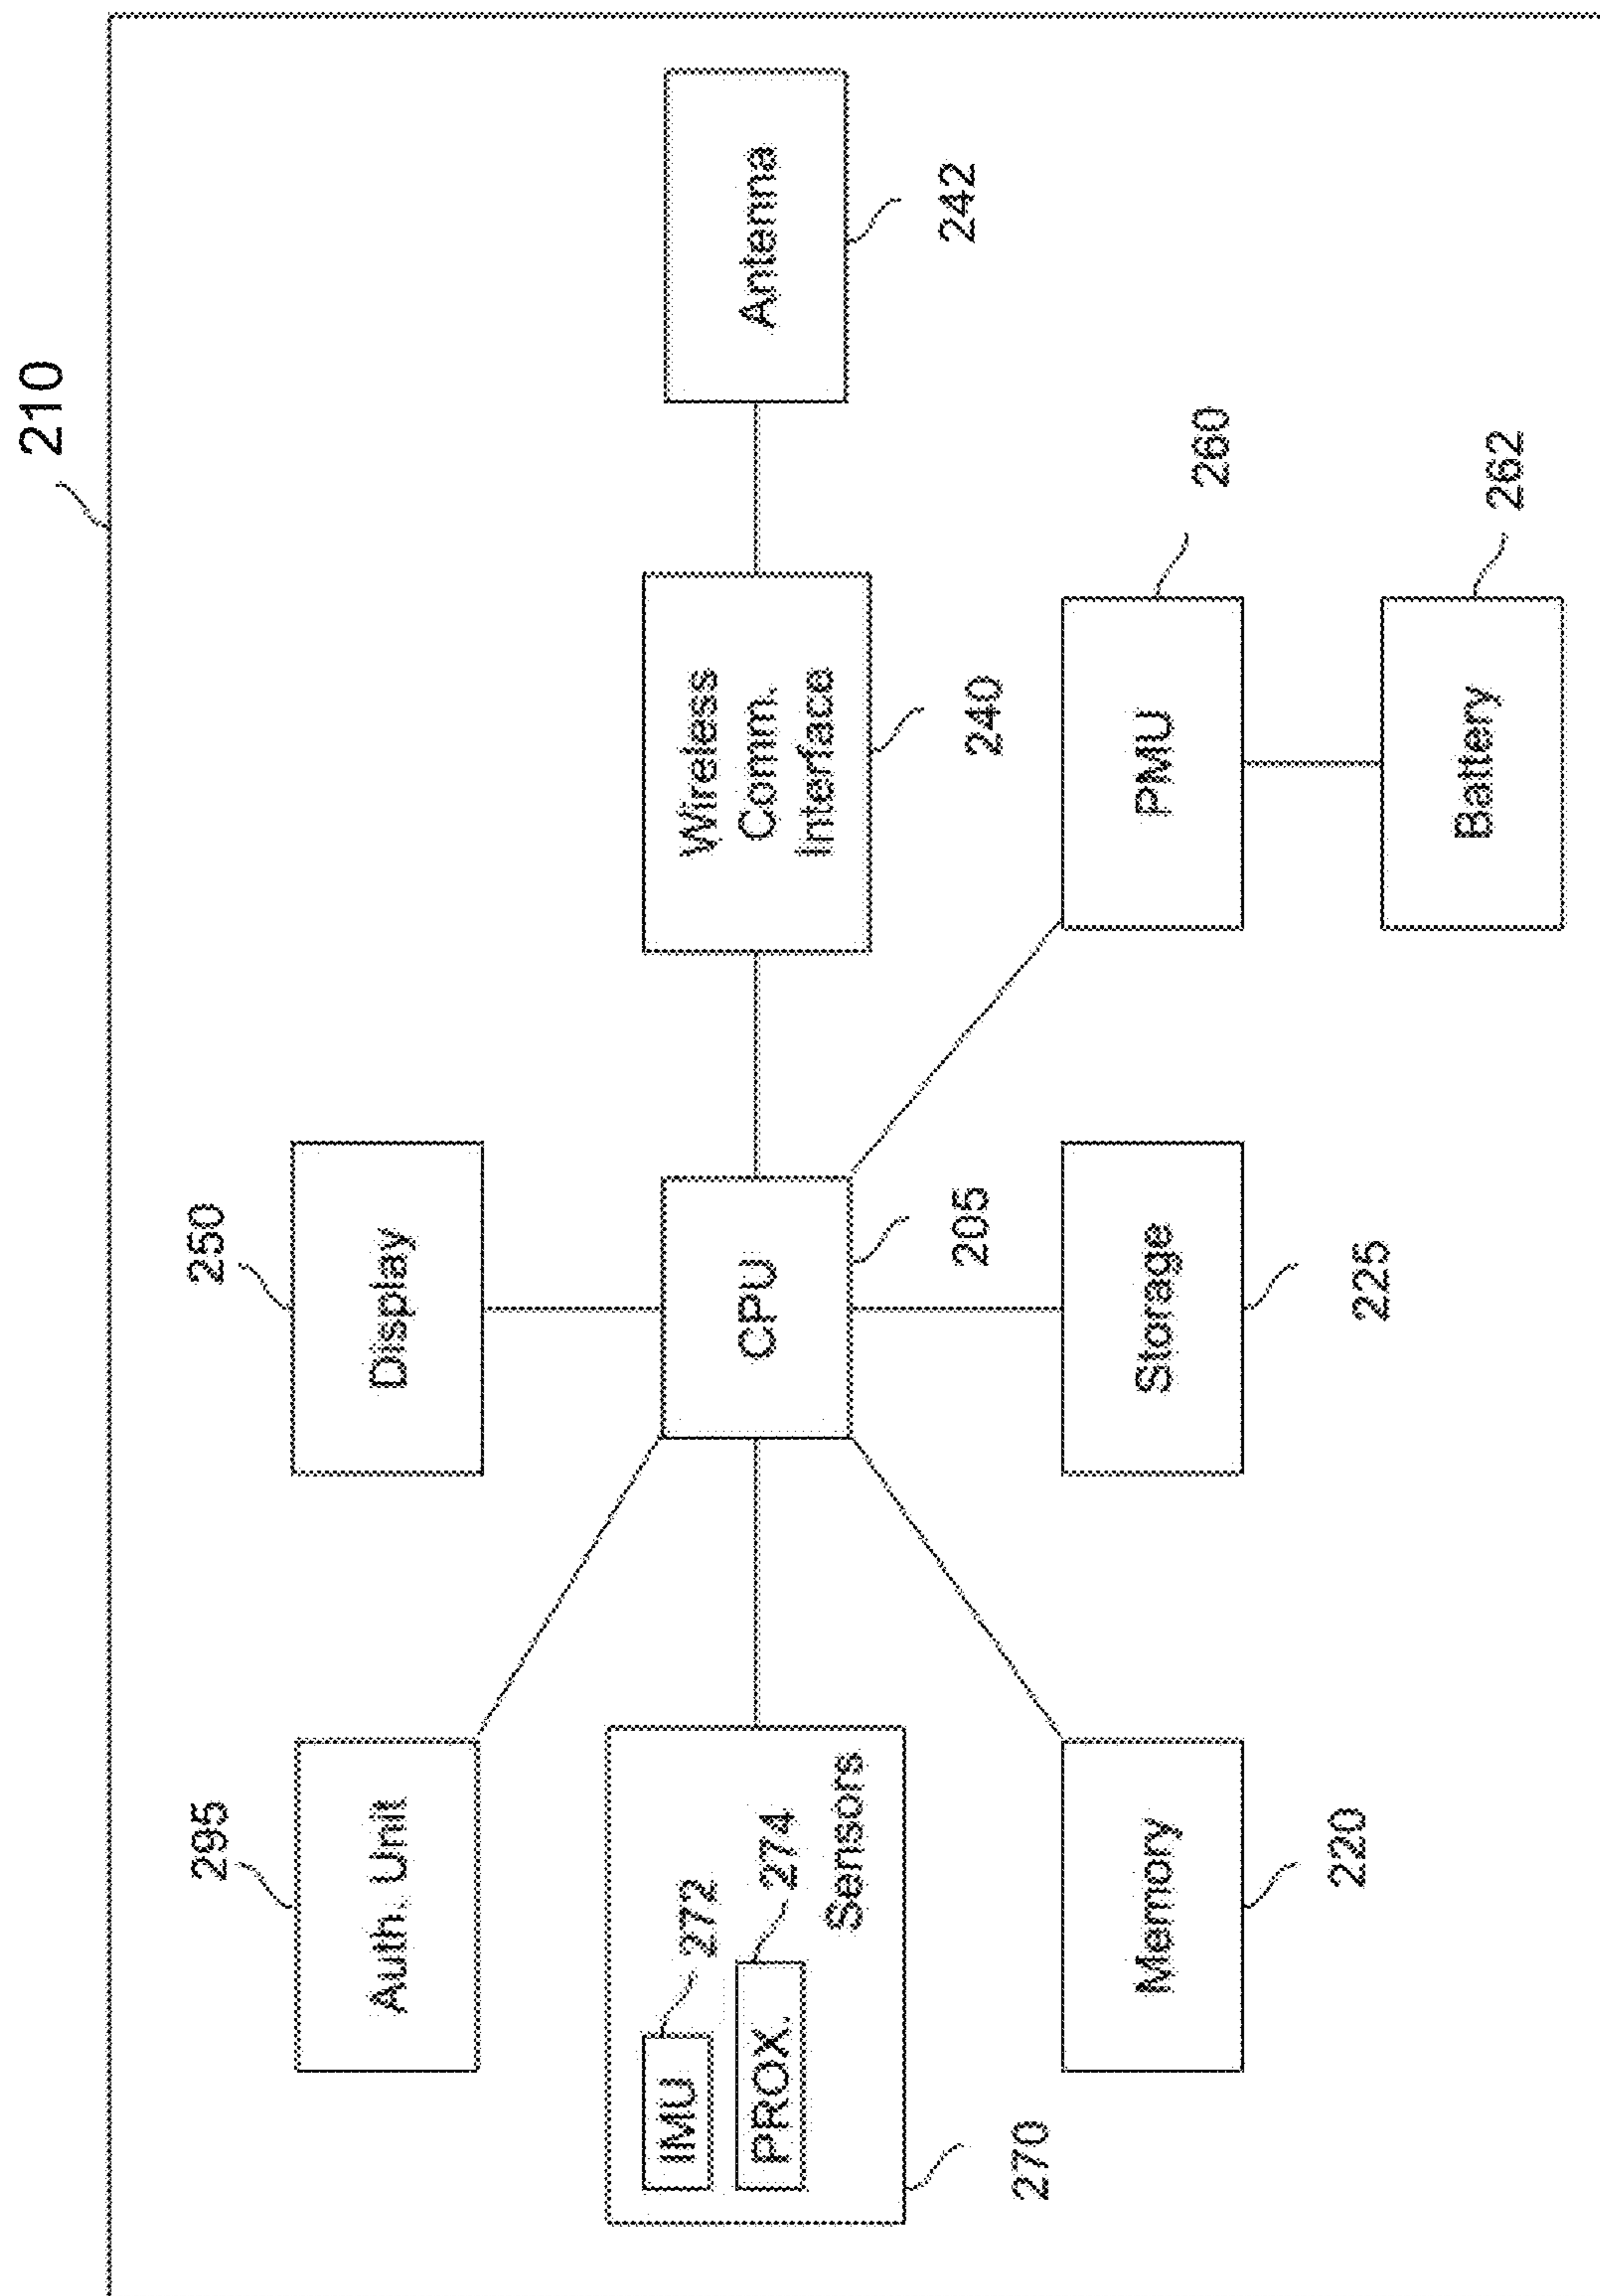 210
295
250
Auth. Unit
Display
IMU
272
PROX.
274
Sensors
270
CPU
205
Wireless
Comm.
Interface
240
Antenna
242
Memory
220
Storage
225
PMU
260
Battery
262